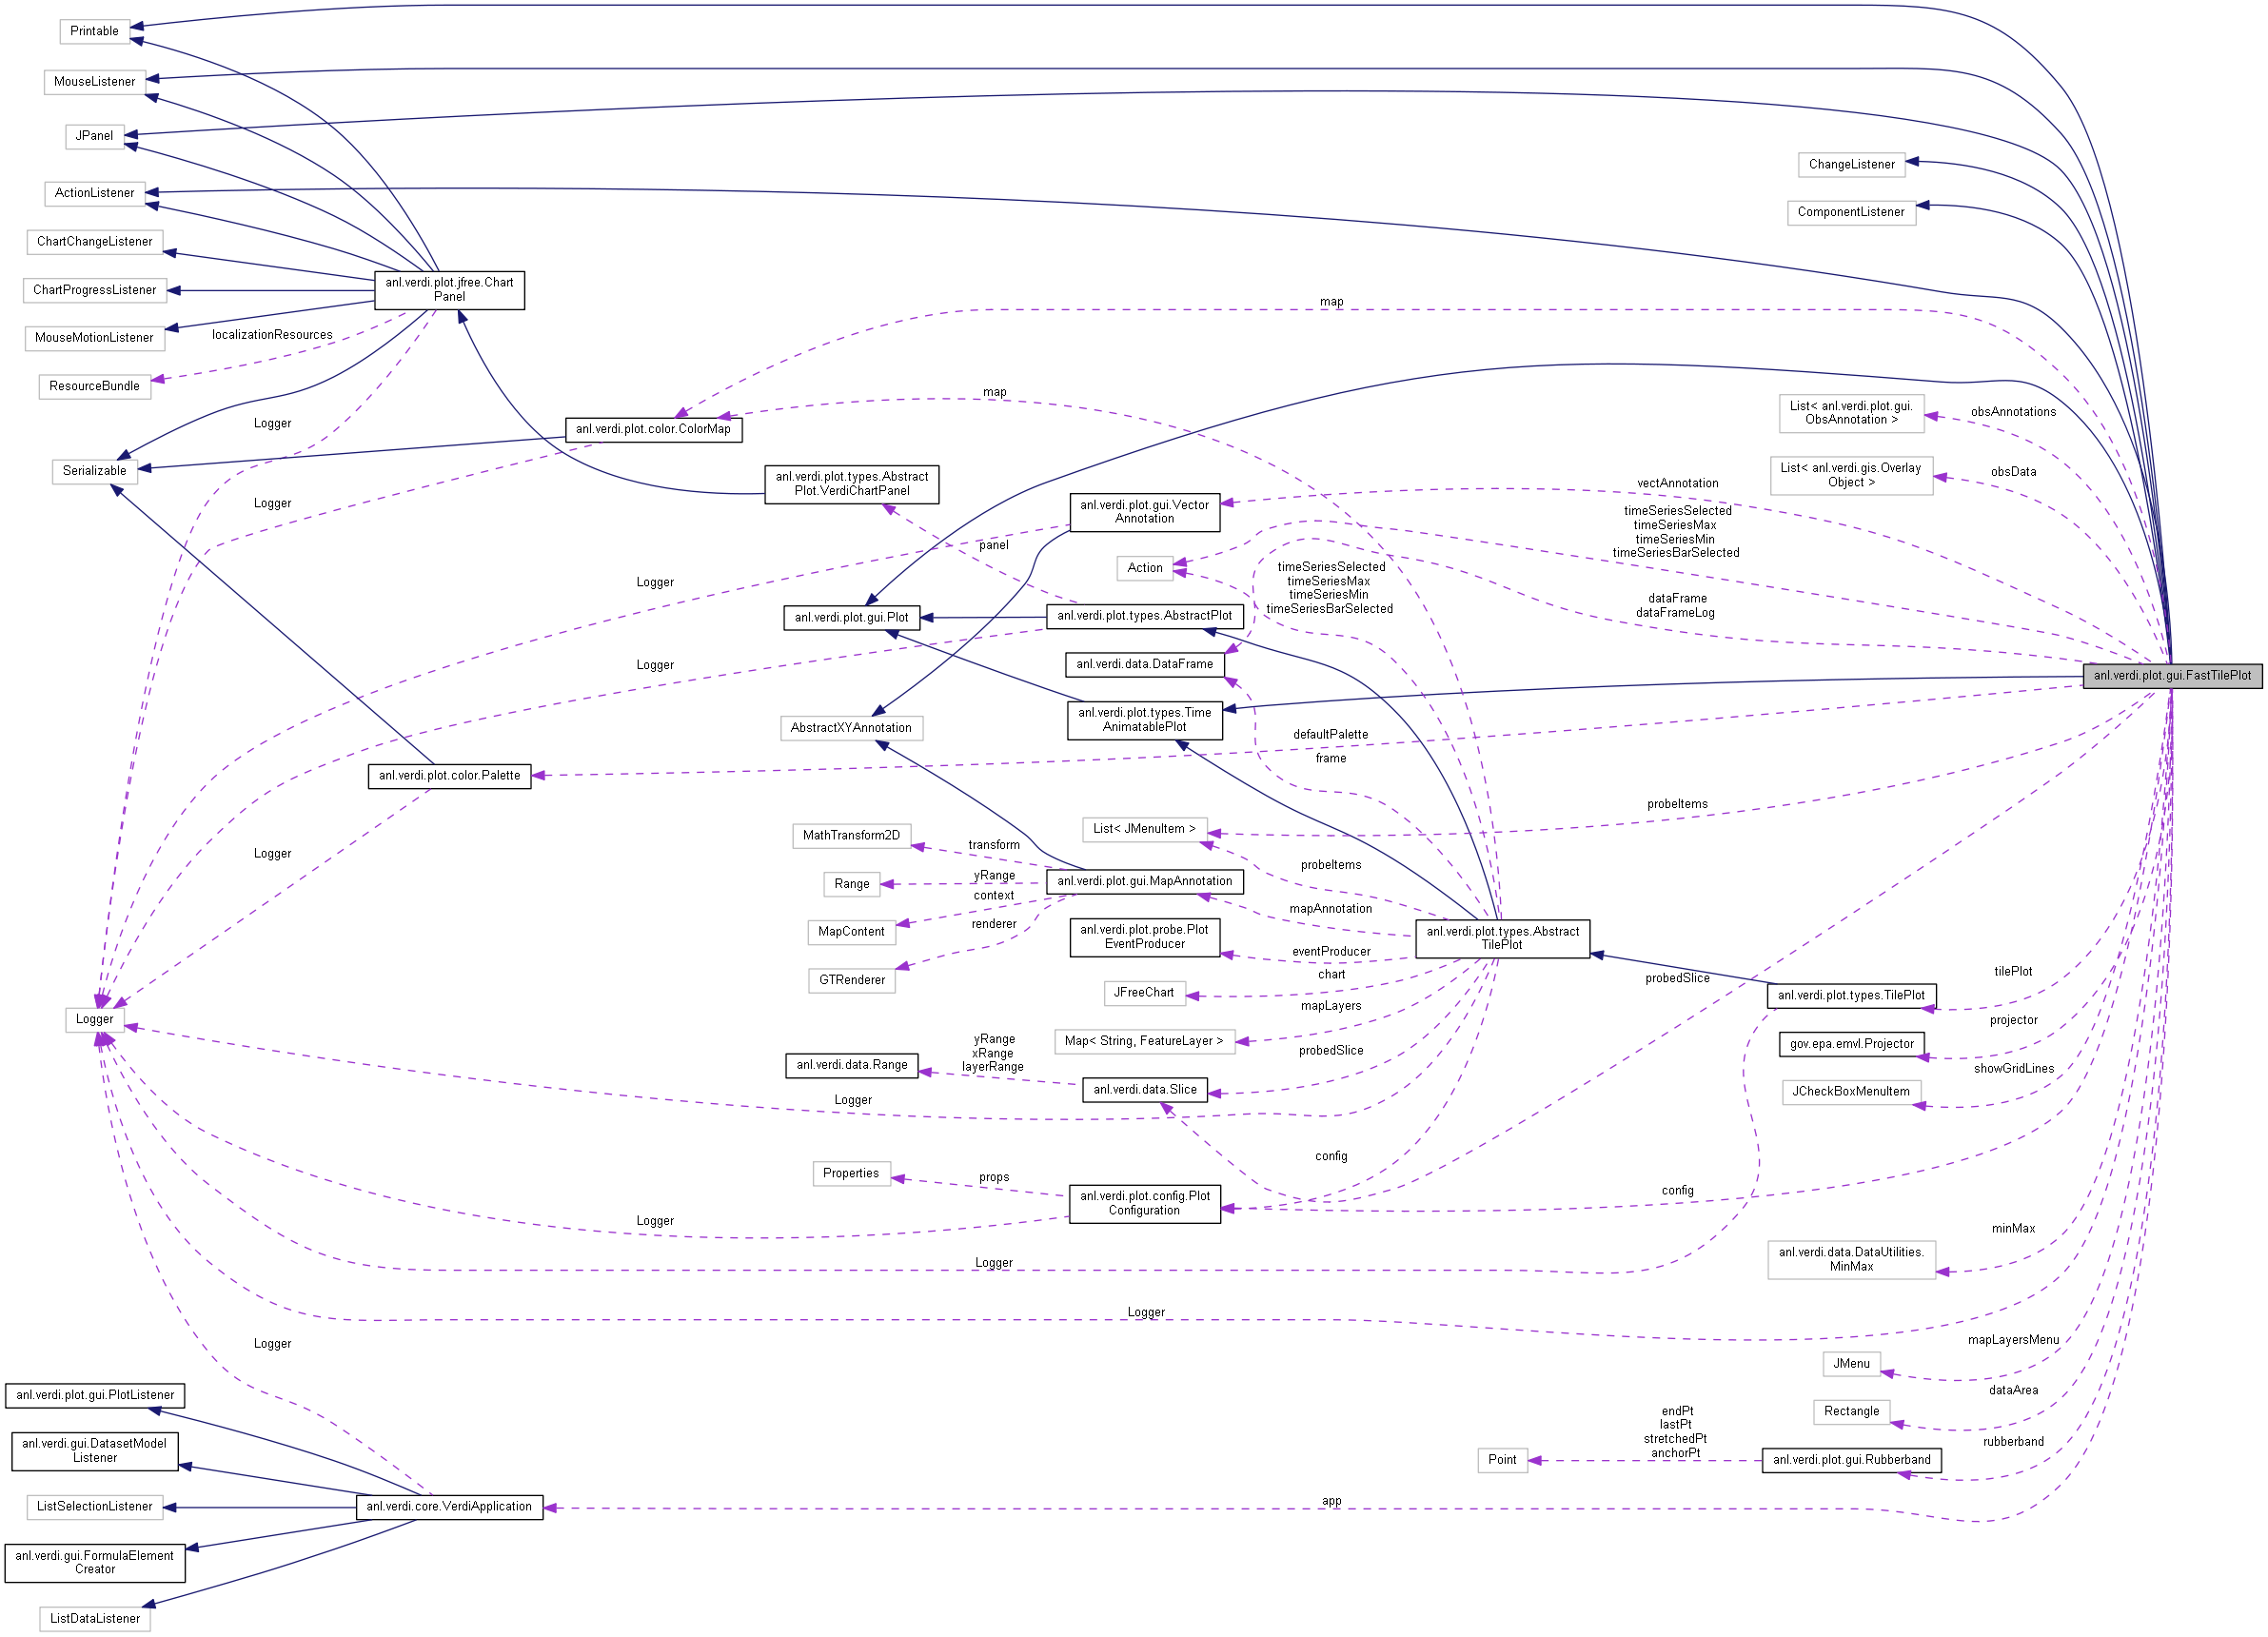 Printable
MouseListener
JPanel
ActionListener
ChartChangeListener
ChartProgressListener
MouseMotionListener
ResourceBundle
Serializable
Logger
anl.verdi.plot.gui.PlotListener
anl.verdi.gui.DatasetModel
Listener
ListSelectionListener
anl.verdi.gui.FormulaElement
Creator
ListDataListener
localizationResources
Logger
Logger
Logger
Logger
anl.verdi.plot.jfree.Chart
Panel
anl.verdi.plot.color.Palette
anl.verdi.core.VerdiApplication
anl.verdi.plot.color.ColorMap
Logger
Logger
Logger
anl.verdi.plot.types.Abstract
Plot.VerdiChartPanel
anl.verdi.plot.gui.Plot
AbstractXYAnnotation
MathTransform2D
Range
MapContent
GTRenderer
anl.verdi.data.Range
Logger
Properties
map
panel
transform
yRange
context
renderer
yRange
xRange
layerRange
props
Logger
Logger
anl.verdi.plot.gui.Vector
Annotation
Action
anl.verdi.plot.types.AbstractPlot
anl.verdi.data.DataFrame
anl.verdi.plot.types.Time
AnimatablePlot
List< JMenuItem >
anl.verdi.plot.gui.MapAnnotation
anl.verdi.plot.probe.Plot
EventProducer
JFreeChart
Map< String, FeatureLayer >
anl.verdi.data.Slice
anl.verdi.plot.config.Plot
Configuration
map
timeSeriesSelected
timeSeriesMax
timeSeriesMin
timeSeriesBarSelected
defaultPalette
frame
probeItems
mapAnnotation
eventProducer
chart
mapLayers
probedSlice
config
app
anl.verdi.plot.types.Abstract
TilePlot
Point
vectAnnotation
timeSeriesSelected
timeSeriesMax
timeSeriesMin
timeSeriesBarSelected
dataFrame
dataFrameLog
probeItems
probedSlice
config
endPt
lastPt
stretchedPt
anchorPt
ChangeListener
ComponentListener
List< anl.verdi.plot.gui.
ObsAnnotation >
List< anl.verdi.gis.Overlay
Object >
anl.verdi.plot.types.TilePlot
gov.epa.emvl.Projector
JCheckBoxMenuItem
anl.verdi.data.DataUtilities.
MinMax
JMenu
Rectangle
anl.verdi.plot.gui.Rubberband
obsAnnotations
obsData
tilePlot
projector
showGridLines
minMax
mapLayersMenu
dataArea
rubberband
anl.verdi.plot.gui.FastTilePlot